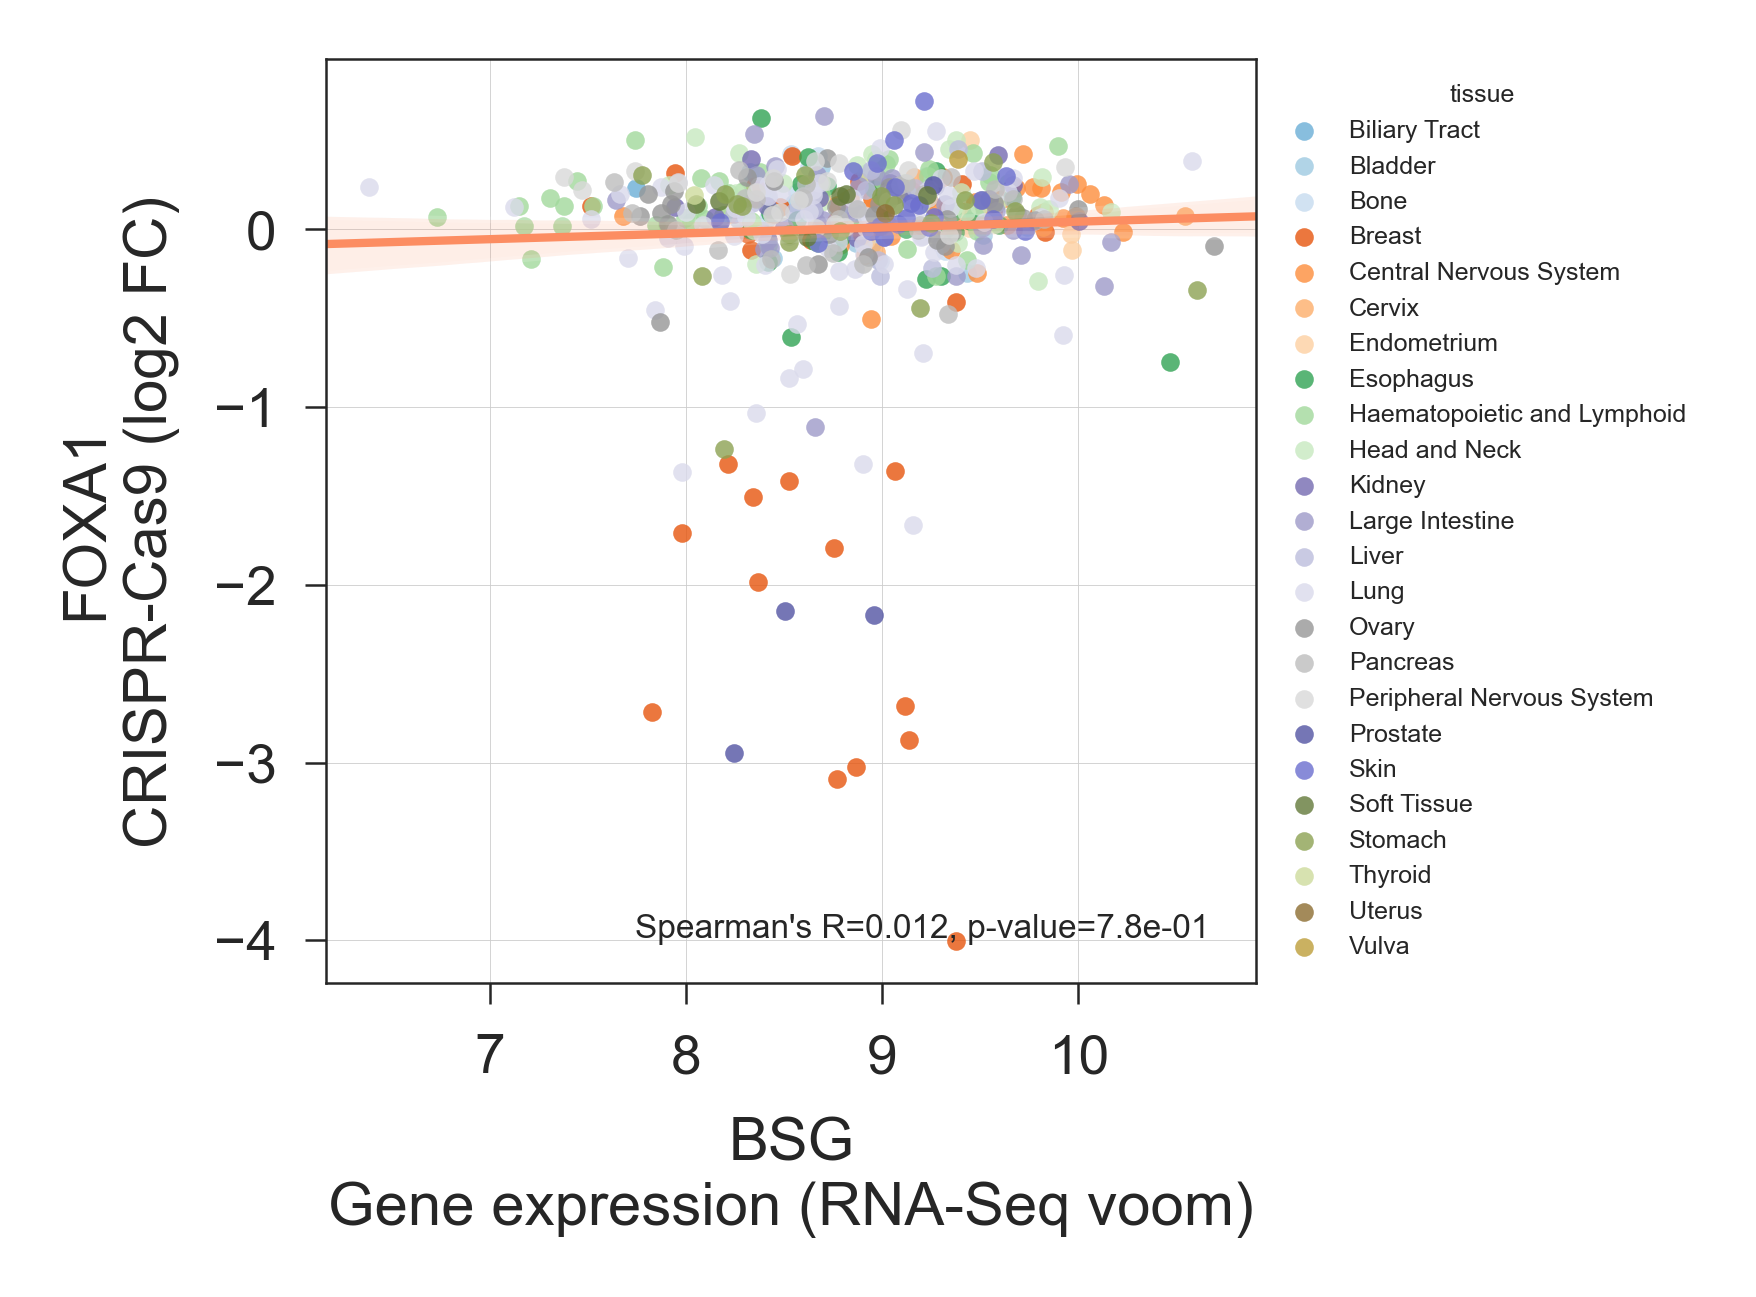 FOXA1
CRISPR-Cas9 (log2 FC)
0
−1
−2
−3
−4
Spearman's R=0.012, p-value=7.8e-01
7 8 9 10
BSG
Gene expression (RNA-Seq voom)
tissue
Biliary Tract
Bladder
Bone
Breast
Central Nervous System
Cervix
Endometrium
Esophagus
Haematopoietic and Lymphoid
Head and Neck
Kidney
Large Intestine
Liver
Lung
Ovary
Pancreas
Peripheral Nervous System
Prostate
Skin
Soft Tissue
Stomach
Thyroid
Uterus
Vulva